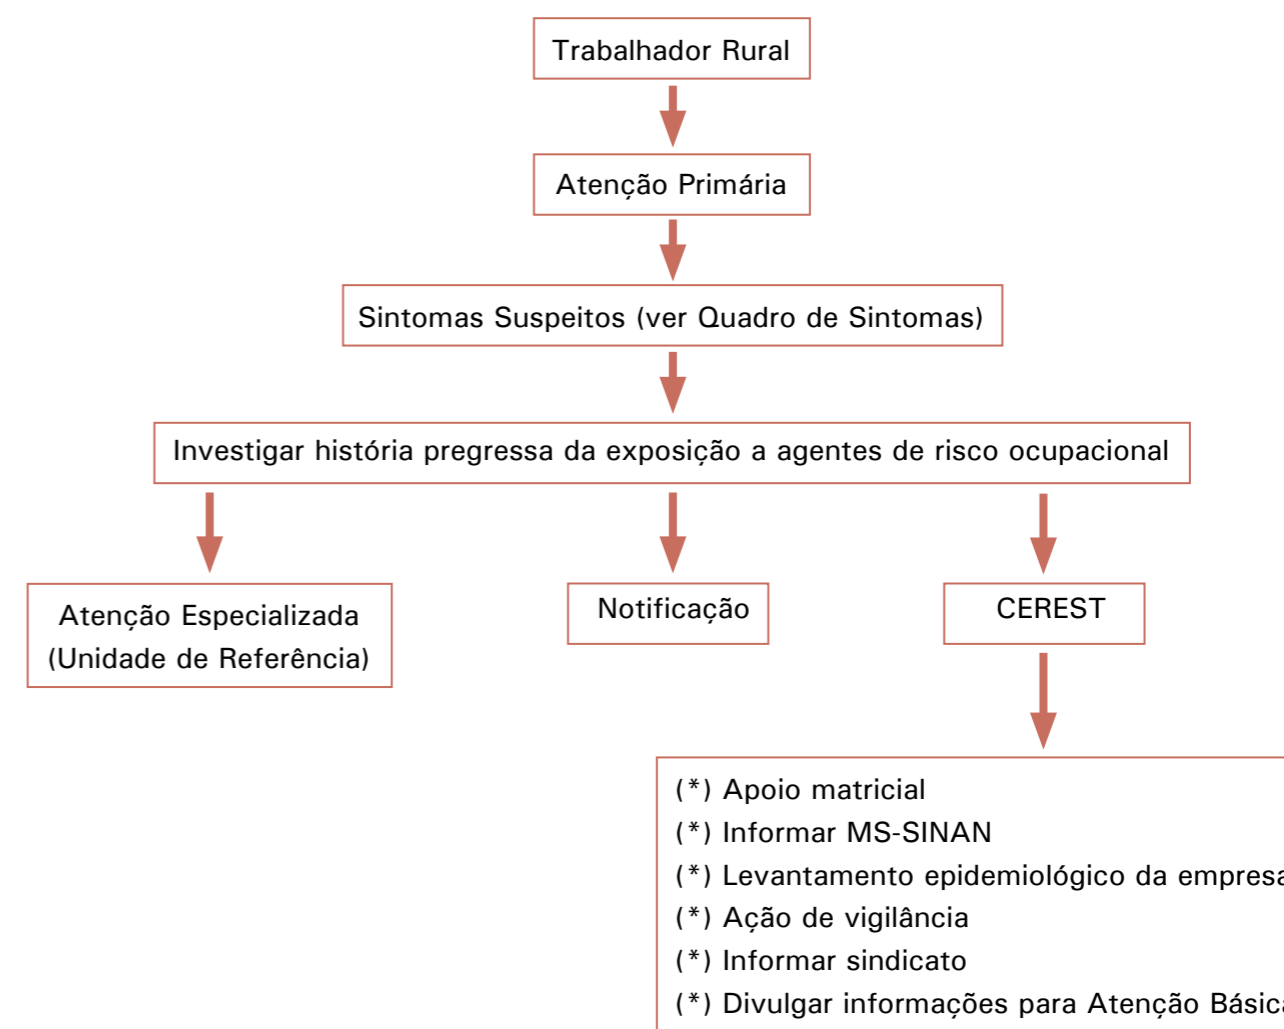 Trabalhador Rural
Atenção Primária
Sintomas Suspeitos (ver Quadro de Sintomas)
Investigar história pregressa da exposição a agentes de risco ocupacional
Atenção Especializada
(Unidade de Referência)
Notificação
CEREST
(*) Apoio matricial
(*) Informar MS-SINAN
(*) Levantamento epidemiológico da empresa
(*) Ação de vigilância
(*) Informar sindicato
(*) Divulgar informações para Atenção Básica